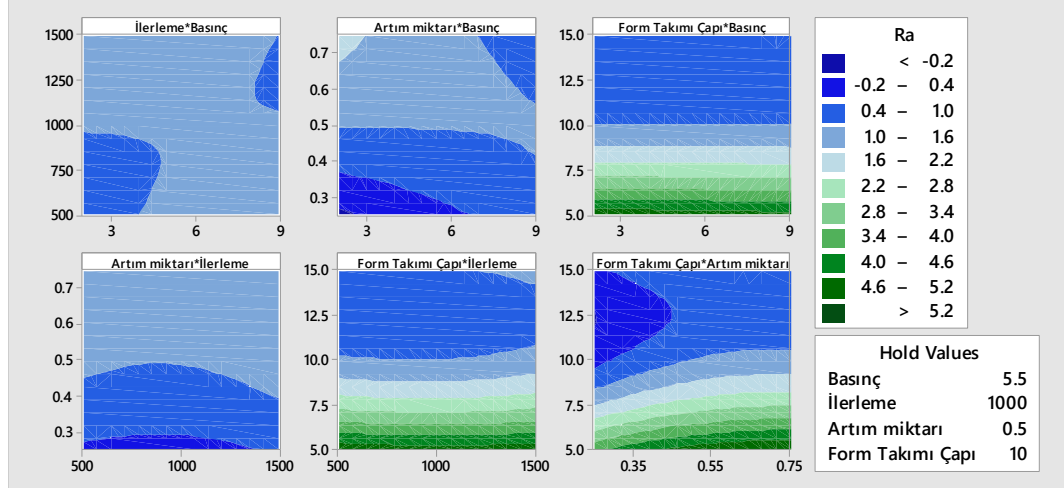 İlerleme*Basınç
1500
1250
1000
750
500
3 6 9
Artım miktarı*Basınç
0.7
0.6
0.5
0.4
0.3
3 6 9
Form Takımı Çapı*Basınç
15.0
12.5
10.0
7.5
5.0
3 6 9
Artım miktarı*İlerleme
0.7
0.6
0.5
0.4
0.3
500 1000 1500
Form Takımı Çapı*İlerleme
15.0
12.5
10.0
7.5
5.0
500 1000 1500
Form Takımı Çapı*Artım miktarı
15.0
12.5
10.0
7.5
5.0
0.35 0.55 0.75
Ra
< -0.2
-0.2 – 0.4
0.4 – 1.0
1.0 – 1.6
1.6 – 2.2
2.2 – 2.8
2.8 – 3.4
3.4 – 4.0
4.0 – 4.6
4.6 – 5.2
> 5.2
Hold Values
Basınç 5.5
İlerleme 1000
Artım miktarı 0.5
Form Takımı Çapı 10